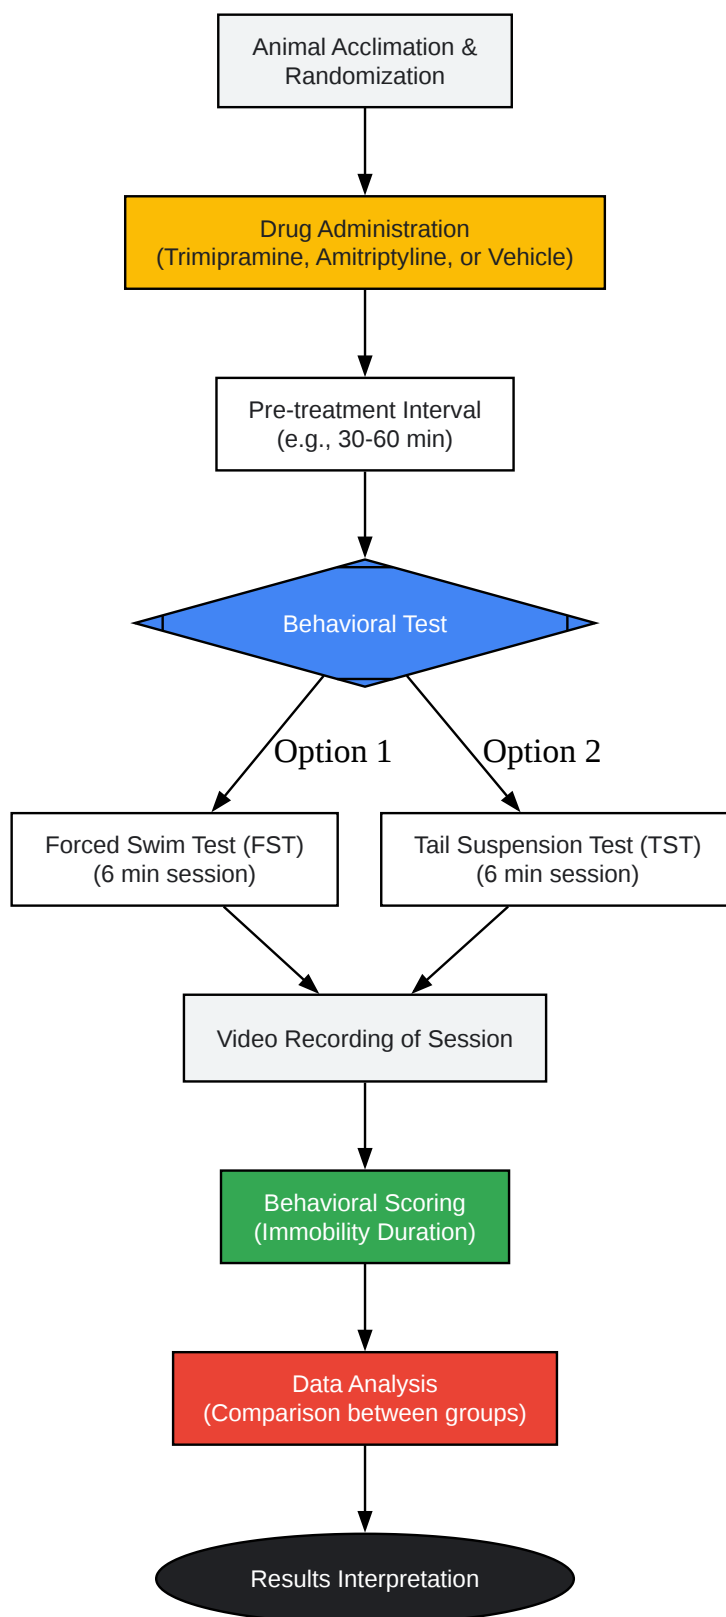 Animal Acclimation &
Randomization
Drug Administration
(Trimipramine, Amitriptyline, or Vehicle)
Pre-treatment Interval
(e.g., 30-60 min)
Behavioral Test
Option 1
Option 2
Forced Swim Test (FST)
(6 min session)
Tail Suspension Test (TST)
(6 min session)
Video Recording of Session
Behavioral Scoring
(Immobility Duration)
Data Analysis
(Comparison between groups)
Results Interpretation